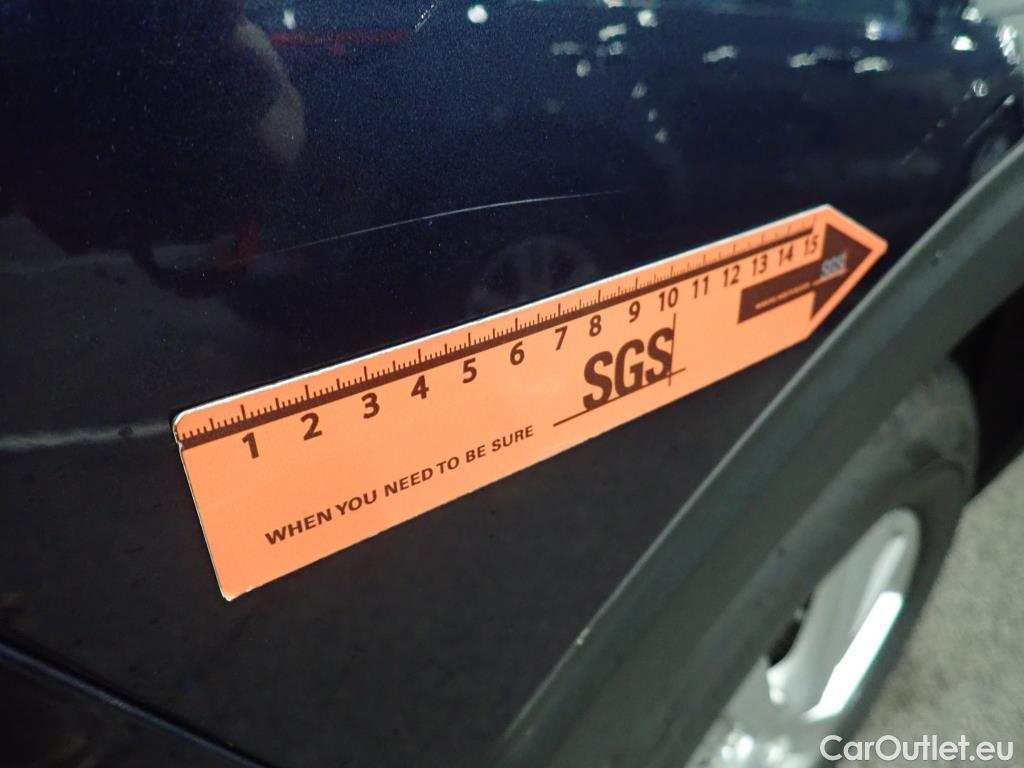 1 2 3 4 5 6 7 8 9 10 11 12 13 14 15
SGS
SGS
WHEN YOU NEED TO BE SURE
CarOutlet.eu